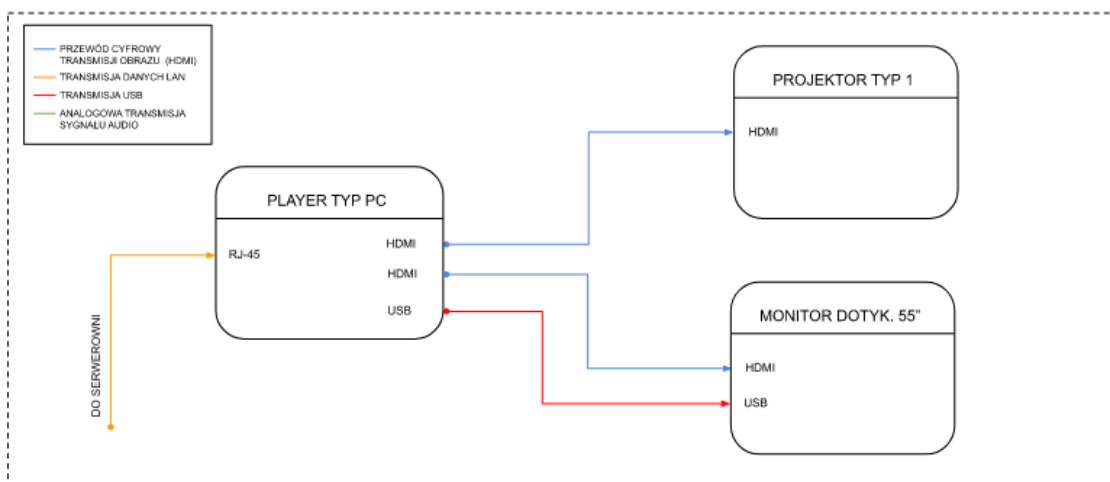 PRZEWÓD CYFROWY
TRANSMISJI OBRAZU (HDMI)
TRANSMISJA DANYCH LAN
TRANSMISJA USB
ANALOGOWA TRANSMISJA
SYGNAŁU AUDIO
PROJEKTOR TYP 1
HDMI
PLAYER TYP PC
RJ-45
HDMI
HDMI
USB
DO SERWEROWNI
MONITOR DOTYK. 55"
HDMI
USB